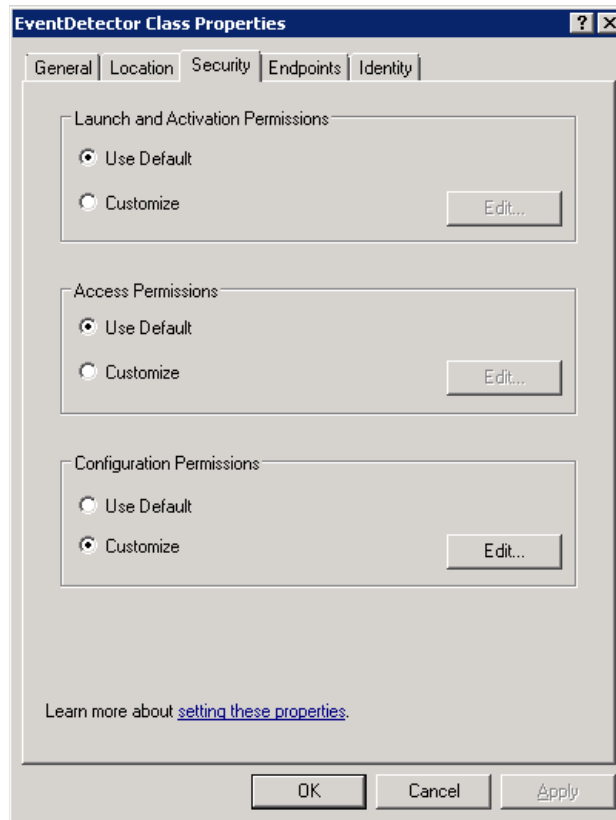 EventDetector Class Properties
General Location Security Endpoints Identity
Launch and Activation Permissions
Use Default
Customize
Edit...
Access Permissions
Use Default
Customize
Edit...
Configuration Permissions
Use Default
Customize
Edit...
Learn more about setting these properties.
OK Cancel Apply